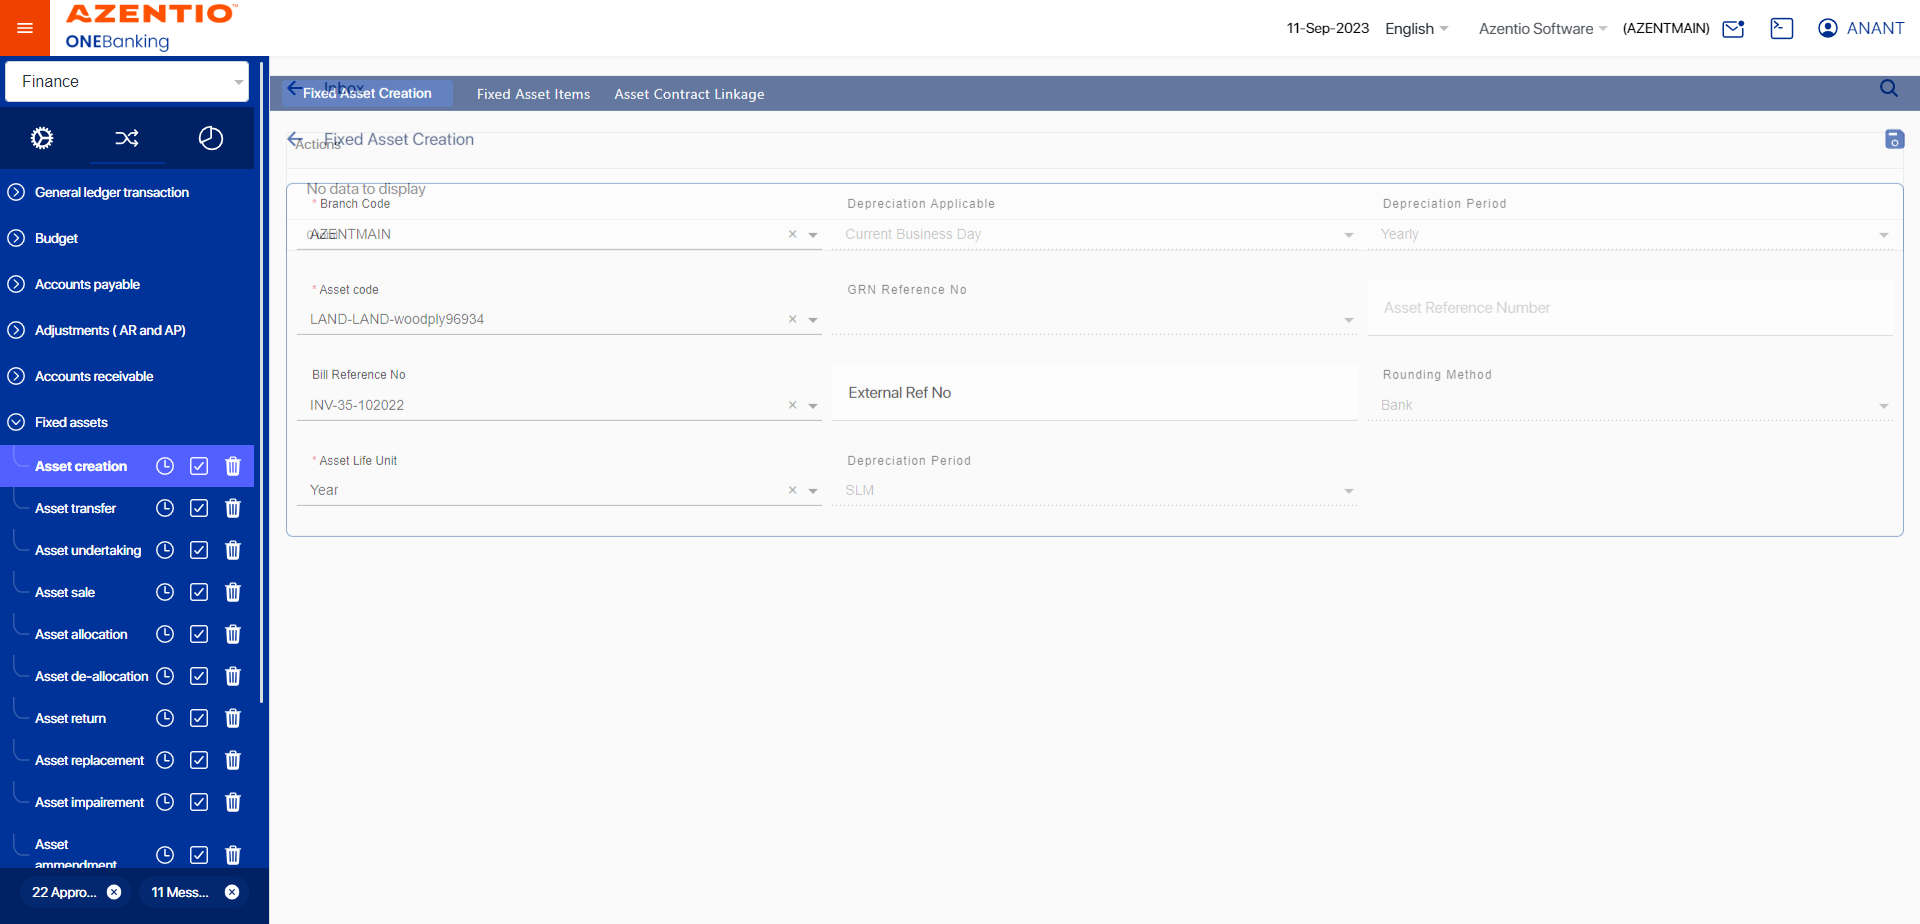 AZENTIO™
ONEBanking
11-Sep-2023 English Azentio Software (AZENTMAIN) ANANT
Finance
General ledger transaction
Budget
Accounts payable
Adjustments ( AR and AP)
Accounts receivable
Fixed assets
Asset creation
Asset transfer
Asset undertaking
Asset sale
Asset allocation
Asset de-allocation
Asset return
Asset replacement
Asset impairement
Asset
ammendment
22 Appro...
11 Mess...
Inbox
Fixed Asset Creation Fixed Asset Items Asset Contract Linkage
Fixed Asset Creation
Actions
No data to display
* Branch Code Depreciation Applicable Depreciation Period
AZENTMAIN Current Business Day Yearly
* Asset code GRN Reference No
LAND-LAND-woodply96934 Asset Reference Number
Bill Reference No Rounding Method
INV-35-102022 External Ref No Bank
* Asset Life Unit Depreciation Period
Year SLM